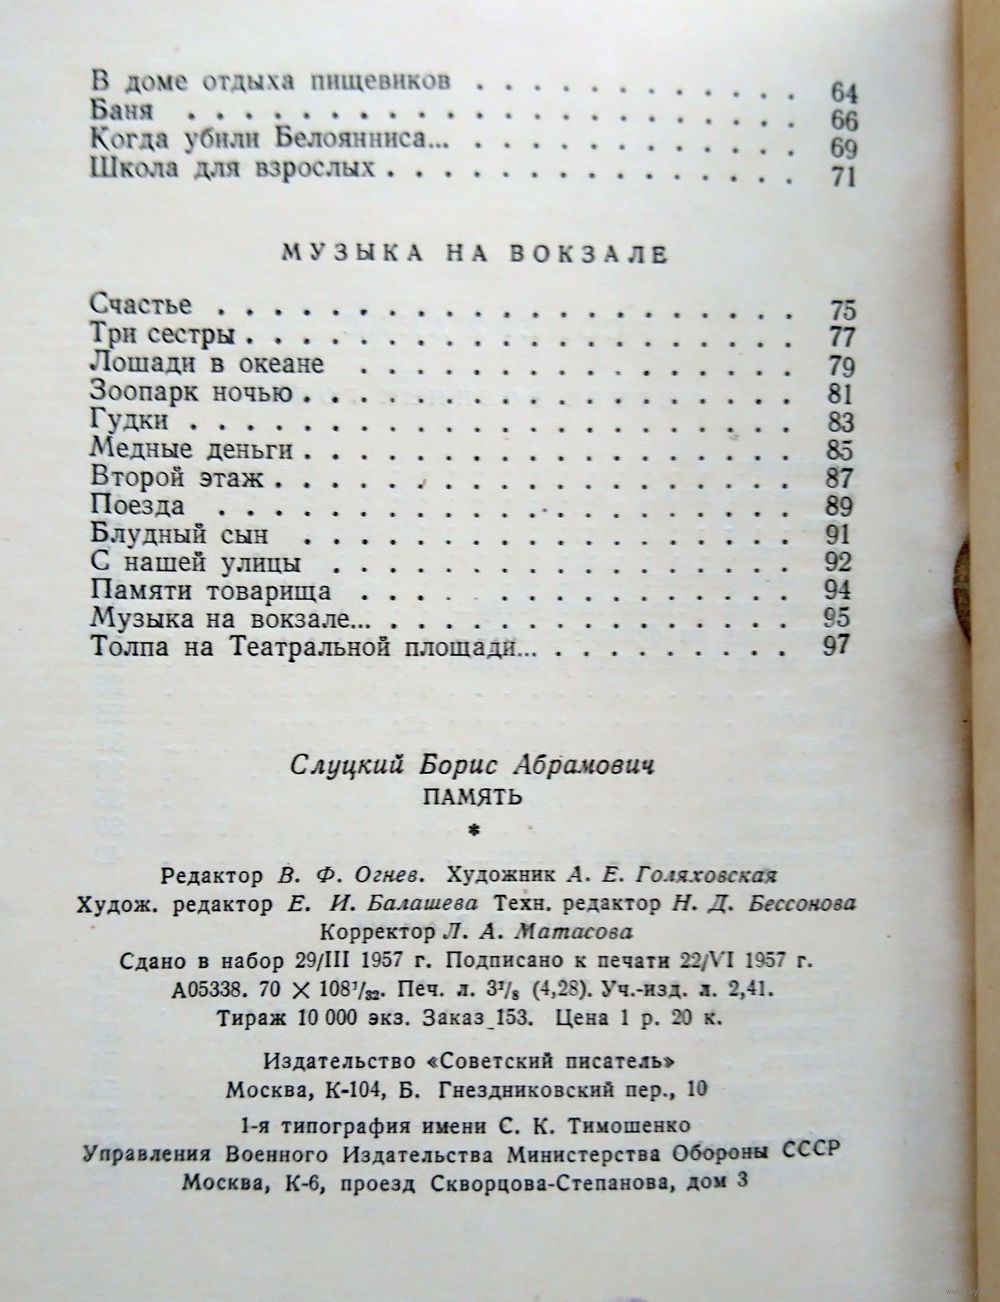 В доме отдыха пищевиков . . . . . . . . . . . . 64
Баня . . . . . . . . . . . . . . . . . . . . . . 66
Когда убили Белоянниса... . . . . . . . . . . . . 69
Школа для взрослых . . . . . . . . . . . . . . . 71
МУЗЫКА НА ВОКЗАЛЕ
Счастье . . . . . . . . . . . . . . . . . . . . . 75
Три сестры . . . . . . . . . . . . . . . . . . . . 77
Лошади в океане . . . . . . . . . . . . . . . . 79
Зоопарк ночью . . . . . . . . . . . . . . . . . . 81
Гудки . . . . . . . . . . . . . . . . . . . . . . 83
Медные деньги . . . . . . . . . . . . . . . . . . 85
Второй этаж . . . . . . . . . . . . . . . . . . . 87
Поезда . . . . . . . . . . . . . . . . . . . . . 89
Блудный сын . . . . . . . . . . . . . . . . . . 91
С нашей улицы . . . . . . . . . . . . . . . . . 92
Памяти товарища . . . . . . . . . . . . . . . . 94
Музыка на вокзале... . . . . . . . . . . . . . . . 95
Толпа на Театральной площади... . . . . . . . . . 97
Слуцкий Борис Абрамович
ПАМЯТЬ
*
Редактор В. Ф. Огнев. Художник А. Е. Голяховская
Худож. редактор Е. И. Балашева Техн. редактор Н. Д. Бессонова
Корректор Л. А. Матасова
Сдано в набор 29/III 1957 г. Подписано к печати 22/VI 1957 г.
А05338. 70 × 108¹/₃₂. Печ. л. 3¹/₈ (4,28). Уч.-изд. л. 2,41.
Тираж 10 000 экз. Заказ 153. Цена 1 р. 20 к.
Издательство «Советский писатель»
Москва, К-104, Б. Гнездниковский пер., 10
1-я типография имени С. К. Тимошенко
Управления Военного Издательства Министерства Обороны СССР
Москва, К-6, проезд Скворцова-Степанова, дом 3